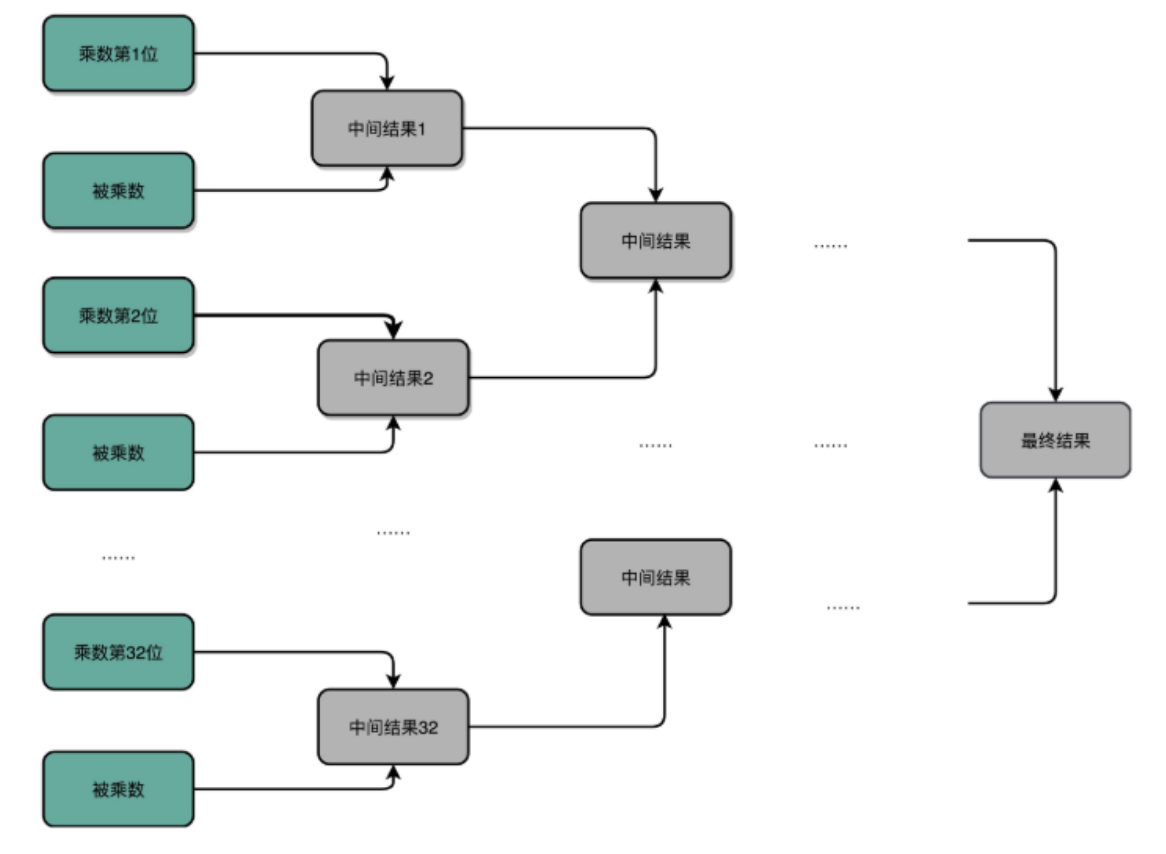 乘数第1位
中间结果1
被乘数
中间结果
......
乘数第2位
中间结果2
被乘数
......
......
最终结果
......
......
中间结果
......
乘数第32位
中间结果32
被乘数